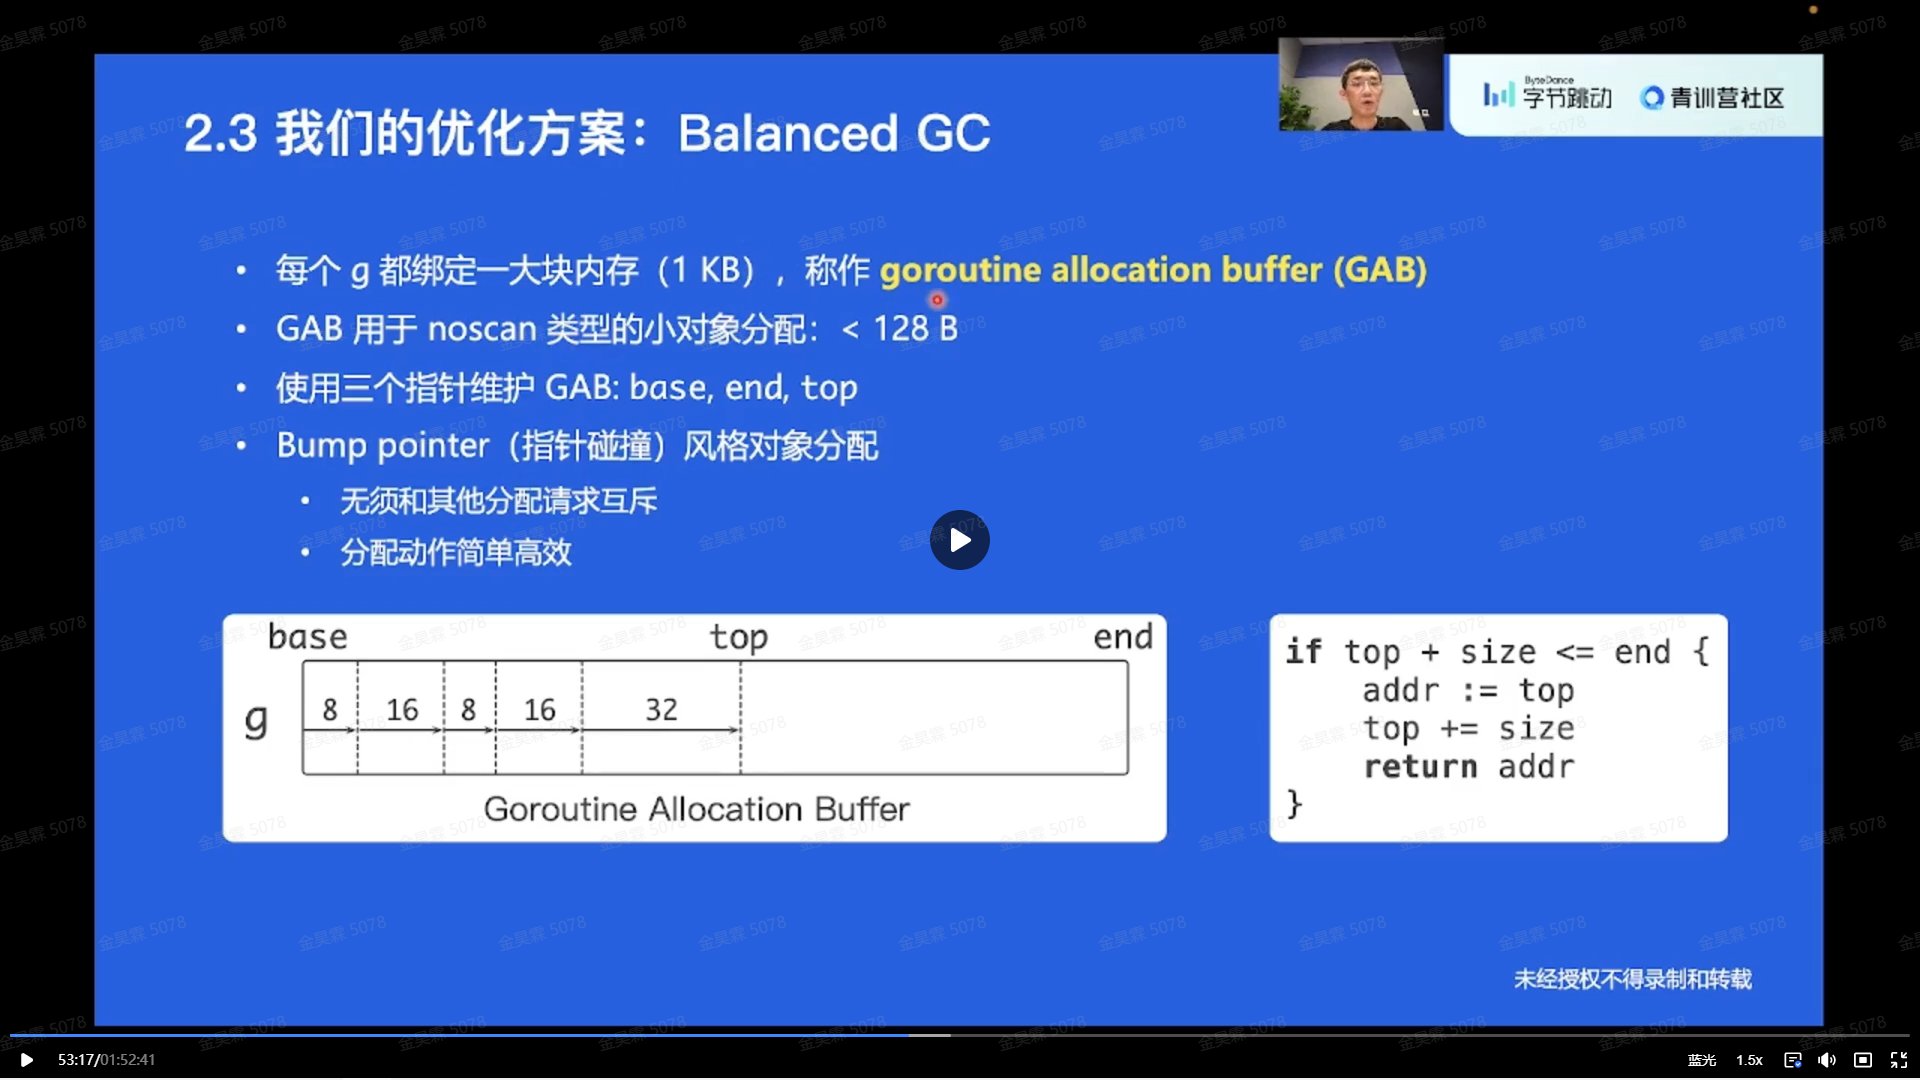 2.3 我们的优化方案：Balanced GC
ByteDance
字节跳动
青训营社区
• 每个 g 都绑定一大块内存（1 KB），称作 goroutine allocation buffer (GAB)
• GAB 用于 noscan 类型的小对象分配：< 128 B
• 使用三个指针维护 GAB: base, end, top
• Bump pointer（指针碰撞）风格对象分配
• 无须和其他分配请求互斥
• 分配动作简单高效
base top end
g 8 16 8 16 32
Goroutine Allocation Buffer
if top + size <= end {
addr := top
top += size
return addr
}
未经授权不得录制和转载
金昊霖 5078
53:17/01:52:41
蓝光 1.5x